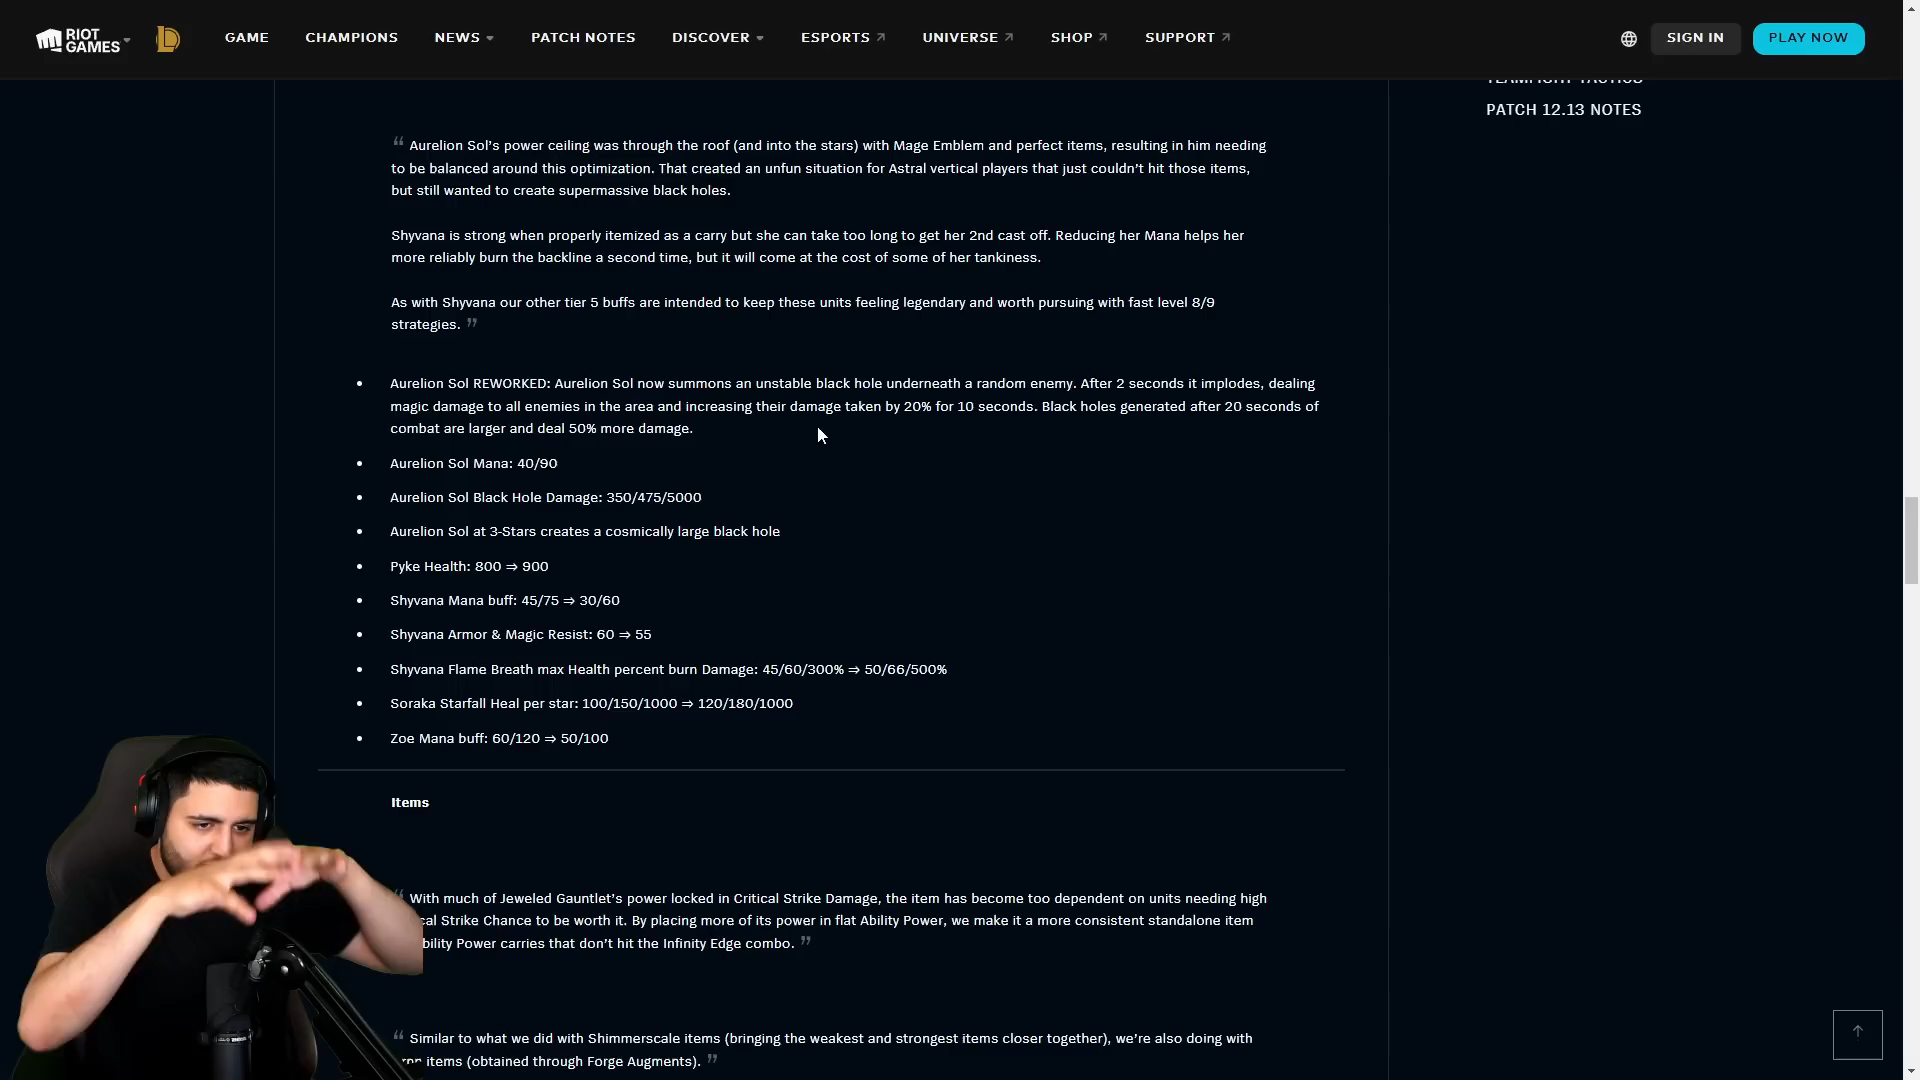 RIOT GAMES
GAME
CHAMPIONS
NEWS
PATCH NOTES
DISCOVER
ESPORTS
UNIVERSE
SHOP
SUPPORT
SIGN IN
PLAY NOW
TEAMFIGHT TACTICS
PATCH 12.13 NOTES
“ Aurelion Sol’s power ceiling was through the roof (and into the stars) with Mage Emblem and perfect items, resulting in him needing
to be balanced around this optimization. That created an unfun situation for Astral vertical players that just couldn’t hit those items,
but still wanted to create supermassive black holes.
Shyvana is strong when properly itemized as a carry but she can take too long to get her 2nd cast off. Reducing her Mana helps her
more reliably burn the backline a second time, but it will come at the cost of some of her tankiness.
As with Shyvana our other tier 5 buffs are intended to keep these units feeling legendary and worth pursuing with fast level 8/9
strategies. ”
• Aurelion Sol REWORKED: Aurelion Sol now summons an unstable black hole underneath a random enemy. After 2 seconds it implodes, dealing
magic damage to all enemies in the area and increasing their damage taken by 20% for 10 seconds. Black holes generated after 20 seconds of
combat are larger and deal 50% more damage.
• Aurelion Sol Mana: 40/90
• Aurelion Sol Black Hole Damage: 350/475/5000
• Aurelion Sol at 3-Stars creates a cosmically large black hole
• Pyke Health: 800 ⇒ 900
• Shyvana Mana buff: 45/75 ⇒ 30/60
• Shyvana Armor & Magic Resist: 60 ⇒ 55
• Shyvana Flame Breath max Health percent burn Damage: 45/60/300% ⇒ 50/66/500%
• Soraka Starfall Heal per star: 100/150/1000 ⇒ 120/180/1000
• Zoe Mana buff: 60/120 ⇒ 50/100
Items
“ With much of Jeweled Gauntlet’s power locked in Critical Strike Damage, the item has become too dependent on units needing high
cal Strike Chance to be worth it. By placing more of its power in flat Ability Power, we make it a more consistent standalone item
bility Power carries that don’t hit the Infinity Edge combo. ”
“ Similar to what we did with Shimmerscale items (bringing the weakest and strongest items closer together), we’re also doing with
items (obtained through Forge Augments). ”